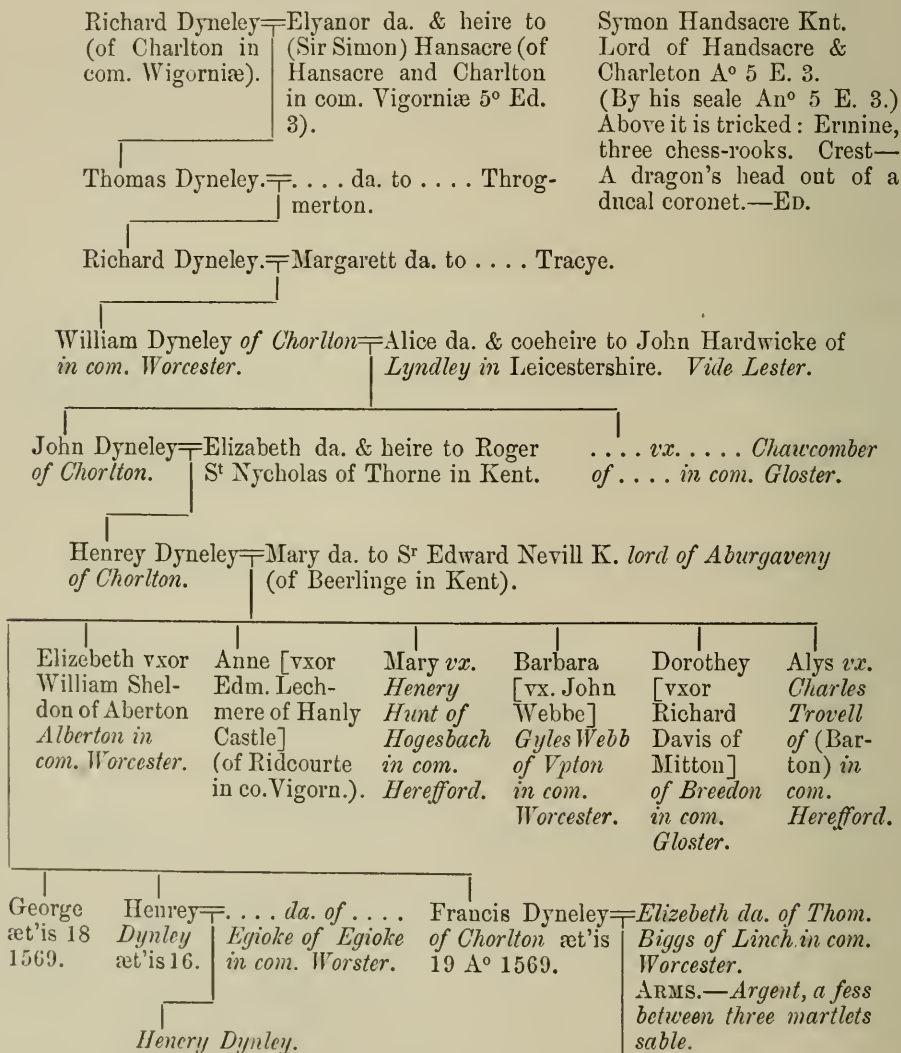 Richard Dyneley=Elyanor da. & heire to
(of Charlton in (Sir Simon) Hansacre (of
com. Wigorniæ). Hansacre and Charlton
in com. Vigorniæ 5º Ed.
3).
Symon Handsacre Knt.
Lord of Handsacre &
Charleton Aº 5 E. 3.
(By his seale Anº 5 E. 3.)
Above it is tricked: Ermine,
three chess-rooks. Crest—
A dragon's head out of a
ducal coronet.—ED.
Thomas Dyneley.=. . . . da. to . . . . Throg-
merton.
Richard Dyneley.=Margarett da. to . . . . Tracye.
William Dyneley of Chorlton=Alice da. & coeheire to John Hardwicke of
in com. Worcester. Lyndley in Leicestershire. Vide Lester.
John Dyneley=Elizabeth da. & heire to Roger
of Chorlton. St Nycholas of Thorne in Kent.
. . . . vx. . . . . Chawcomber
of . . . . in com. Gloster.
Henrey Dyneley=Mary da. to Sr Edward Nevill K. lord of Aburgaveny
of Chorlton. (of Beerlinge in Kent).
Elizebeth vxor
William Shel-
don of Aberton
Alberton in
com. Worcester.
Anne [vxor
Edm. Lech-
mere of Hanly
Castle]
(of Ridcourte
in co. Vigorn.).
Mary vx.
Henery
Hunt of
Hogesbach
in com.
Herefford.
Barbara
[vx. John
Webbe]
Gyles Webb
of Vpton
in com.
Worcester.
Dorothey
[vxor
Richard
Davis of
Mitton]
of Breedon
in com.
Gloster.
Alys vx.
Charles
Trovell
of (Bar-
ton) in
com.
Herefford.
George
æt'is 18
1569.
Henrey=. . . . da. of . . . .
Dynley Egioke of Egioke
æt'is 16. in com. Worster.
Francis Dyneley=Elizebeth da. of Thom.
of Chorlton æt'is Biggs of Linch in com.
19 Aº 1569. Worcester.
ARMS.—Argent, a fess
between three martlets
sable.
Henery Dynley.